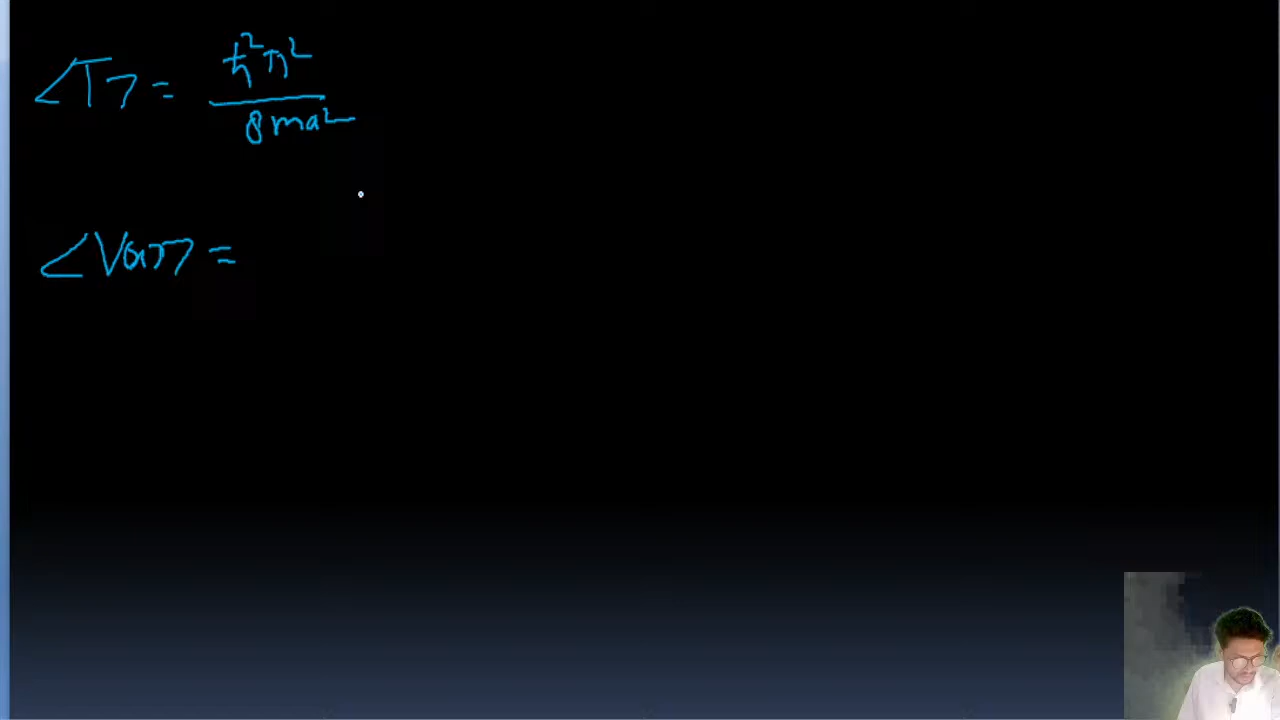 <T> = ħ²π² / 8ma²
<V(x)> =